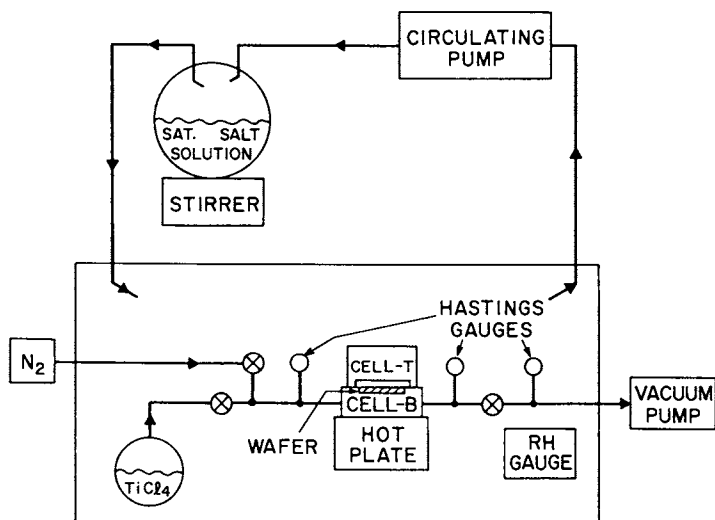 CIRCULATING
PUMP
SAT. SALT
SOLUTION
STIRRER
HASTINGS
GAUGES
N₂
CELL-T
CELL-B
WAFER
HOT
PLATE
TiCl₄
RH
GAUGE
VACUUM
PUMP